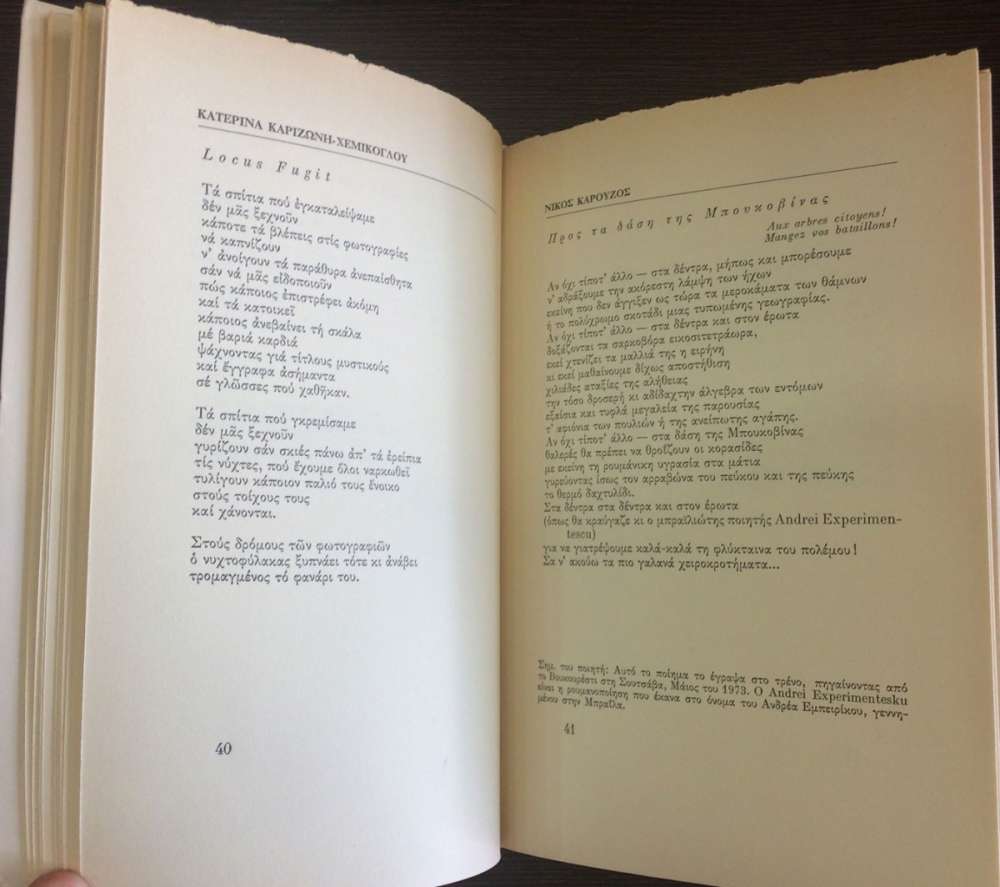 ΚΑΤΕΡΙΝΑ ΚΑΡΙΖΩΝΗ-ΧΕΜΙΚΟΓΛΟΥ
Locus Fugit
Τά σπίτια πού ἐγκαταλείψαμε
δέν μᾶς ξεχνοῦν
κάποτε τά βλέπεις στίς φωτογραφίες
νά καπνίζουν
ν' ἀνοίγουν τά παράθυρα ἀνεπαίσθητα
σάν νά μᾶς εἰδοποιοῦν
πώς κάποιος ἐπιστρέφει ἀκόμη
καί τά κατοικεῖ
κάποιος ἀνεβαίνει τή σκάλα
μέ βαριά καρδιά
ψάχνοντας γιά τίτλους μυστικούς
καί ἔγγραφα ἀσήμαντα
σέ γλῶσσες πού χαθῆκαν.
Τά σπίτια πού γκρεμίσαμε
δέν μᾶς ξεχνοῦν
γυρίζουν σάν σκιές πάνω ἀπ' τά ἐρείπια
τίς νύχτες, πού ἔχουμε ὅλοι ναρκωθεῖ
τυλίγουν κάποιον παλιό τους ἔνοικο
στούς τοίχους τους
καί χάνονται.
Στούς δρόμους τῶν φωτογραφιῶν
ὁ νυχτοφύλακας ξυπνάει τότε κι ἀνάβει
τρομαγμένος τό φανάρι του.
40
ΝΙΚΟΣ ΚΑΡΟΥΖΟΣ
Προς τα δάση της Μπουκοβίνας
Aux arbres citoyens!
Mangez vos bataillons!
Αν όχι τίποτ' άλλο — στα δέντρα, μήπως και μπορέσουμε
ν' αδράξουμε την ακόρεστη λάμψη των ήχων
εκείνη που δεν άγγιξεν ως τώρα τα μεροκάματα των θάμνων
ή το πολύχρωμο σκοτάδι μιας τυπωμένης γεωγραφίας.
Αν όχι τίποτ' άλλο — στα δέντρα και στον έρωτα
δοξάζονται τα σαρκοβόρα εικοσιτετράωρα,
εκεί χτενίζει τα μαλλιά της η ειρήνη
κι εκεί μαθαίνουμε δίχως αποστήθιση
χιλιάδες αταξίες της αλήθειας
την τόσο δροσερή κι αδίδαχτην άλγεβρα των εντόμων
εξαίσια και τυφλά μεγαλεία της παρουσίας
τ' αφιόνια των πουλιών ή της ανείπωτης αγάπης.
Αν όχι τίποτ' άλλο — στα δάση της Μπουκοβίνας
θαλερές θα πρέπει να θροΐζουν οι κορασίδες
με εκείνη τη ρουμάνικη υγρασία στα μάτια
γυρεύοντας ίσως τον αρραβώνα του πεύκου και της πεύκης
το θερμό δαχτυλίδι.
Στα δέντρα στα δέντρα και στον έρωτα
(όπως θα κραύγαζε κι ο μπραϊλιώτης ποιητής Andrei Experimen-
tescu)
για να γιατρέψουμε καλά-καλά τη φλύκταινα του πολέμου!
Σα ν' ακούω τα πιο γαλανά χειροκροτήματα...
Σημ. του ποιητή: Αυτό το ποίημα το έγραψα στο τρένο, πηγαίνοντας από
το Βουκουρέστι στη Σουτσάβα, Μάιος του 1973. Ο Andrei Experimentesku
είναι η ρουμανοποίηση που έκανα στο όνομα του Ανδρέα Εμπειρίκου, γεννη-
μένου στην Μπραΐλα.
41